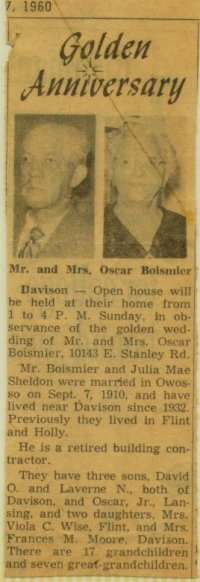 7, 1960
Golden
Anniversary
Mr. and Mrs. Oscar Boismier
Davison — Open house will
be held at their home from
1 to 4 P. M. Sunday, in ob-
servance of the golden wed-
ding of Mr. and Mrs. Oscar
Boismier, 10143 E. Stanley Rd.
Mr. Boismier and Julia Mae
Sheldon were married in Owos-
so on Sept. 7, 1910, and have
lived near Davison since 1932.
Previously they lived in Flint
and Holly.
He is a retired building con-
tractor.
They have three sons, David
O. and Laverne N., both of
Davison, and Oscar, Jr., Lan-
sing, and two daughters, Mrs.
Viola C. Wise, Flint, and Mrs.
Frances M. Moore, Davison.
There are 17 grandchildren
and seven great-grandchildren.